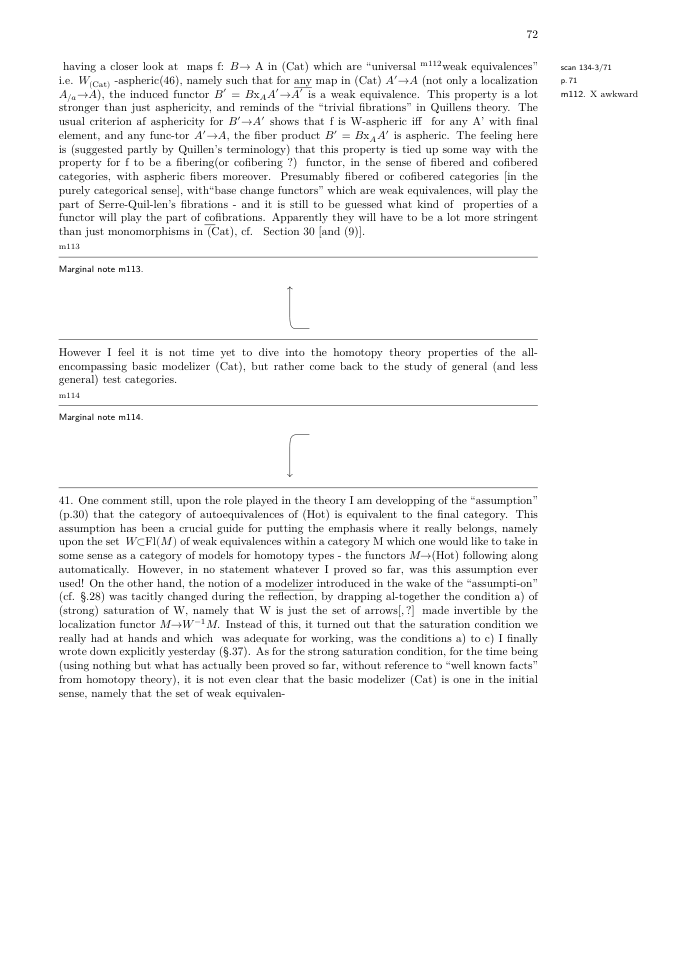 72
having a closer look at maps f: B→ A in (Cat) which are “universal m112weak equivalences”
i.e. W(Cat) -aspheric(46), namely such that for any map in (Cat) A′→A (not only a localization
A/a→A), the induced functor B′ = BxAA′→A′ is a weak equivalence. This property is a lot
stronger than just asphericity, and reminds of the “trivial fibrations” in Quillens theory. The
usual criterion af asphericity for B′→A′ shows that f is W-aspheric iff for any A’ with final
element, and any func-tor A′→A, the fiber product B′ = BxAA′ is aspheric. The feeling here
is (suggested partly by Quillen’s terminology) that this property is tied up some way with the
property for f to be a fibering(or cofibering ?) functor, in the sense of fibered and cofibered
categories, with aspheric fibers moreover. Presumably fibered or cofibered categories [in the
purely categorical sense], with“base change functors” which are weak equivalences, will play the
part of Serre-Quil-len’s fibrations - and it is still to be guessed what kind of properties of a
functor will play the part of cofibrations. Apparently they will have to be a lot more stringent
than just monomorphisms in (Cat), cf. Section 30 [and (9)].
m113
Marginal note m113.
However I feel it is not time yet to dive into the homotopy theory properties of the all-
encompassing basic modelizer (Cat), but rather come back to the study of general (and less
general) test categories.
m114
Marginal note m114.
41. One comment still, upon the role played in the theory I am developping of the “assumption”
(p.30) that the category of autoequivalences of (Hot) is equivalent to the final category. This
assumption has been a crucial guide for putting the emphasis where it really belongs, namely
upon the set W⊂Fl(M) of weak equivalences within a category M which one would like to take in
some sense as a category of models for homotopy types - the functors M→(Hot) following along
automatically. However, in no statement whatever I proved so far, was this assumption ever
used! On the other hand, the notion of a modelizer introduced in the wake of the “assumpti-on”
(cf. §.28) was tacitly changed during the reflection, by drapping al-together the condition a) of
(strong) saturation of W, namely that W is just the set of arrows[, ?] made invertible by the
localization functor M→W−1M. Instead of this, it turned out that the saturation condition we
really had at hands and which was adequate for working, was the conditions a) to c) I finally
wrote down explicitly yesterday (§.37). As for the strong saturation condition, for the time being
(using nothing but what has actually been proved so far, without reference to “well known facts”
from homotopy theory), it is not even clear that the basic modelizer (Cat) is one in the initial
sense, namely that the set of weak equivalen-
scan 134-3/71
p.71
m112. X awkward